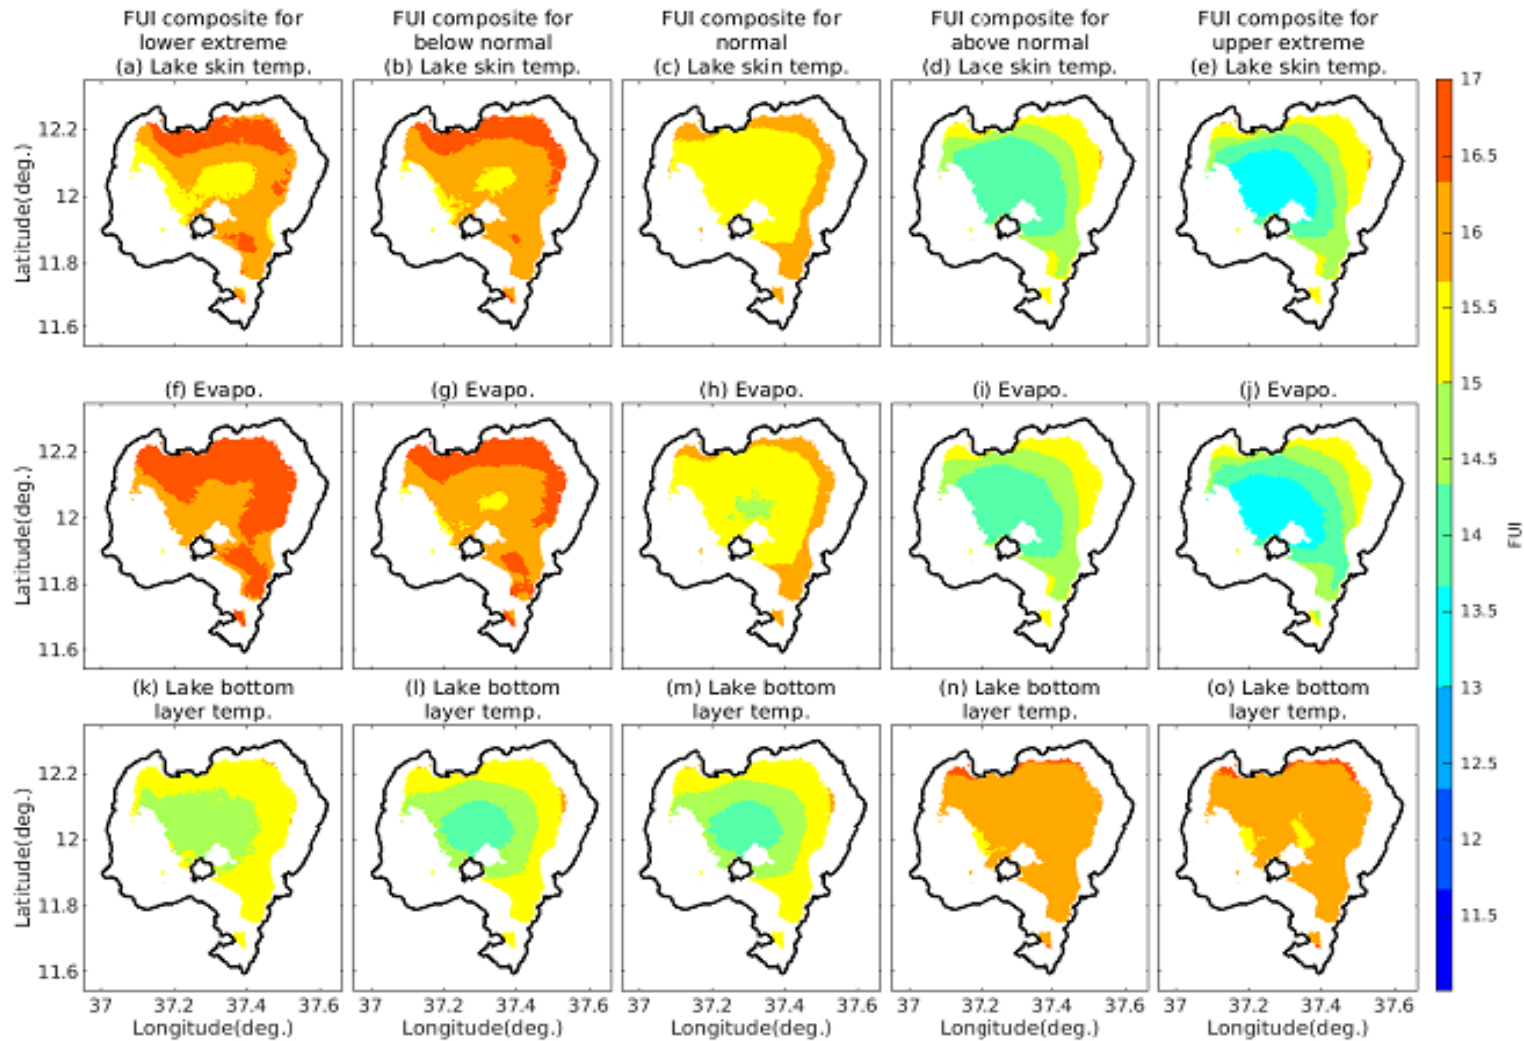 FUI composite for
lower extreme
(a) Lake skin temp.
FUI composite for
below normal
(b) Lake skin temp.
FUI composite for
normal
(c) Lake skin temp.
FUI composite for
above normal
(d) Lake skin temp.
FUI composite for
upper extreme
(e) Lake skin temp.
Latitude(deg.)
12.2
12
11.8
11.6
(f) Evapo.
(g) Evapo.
(h) Evapo.
(i) Evapo.
(j) Evapo.
Latitude(deg.)
12.2
12
11.8
11.6
(k) Lake bottom
layer temp.
(l) Lake bottom
layer temp.
(m) Lake bottom
layer temp.
(n) Lake bottom
layer temp.
(o) Lake bottom
layer temp.
Latitude(deg.)
12.2
12
11.8
11.6
37 37.2 37.4 37.6
Longitude(deg.)
37 37.2 37.4 37.6
Longitude(deg.)
37 37.2 37.4 37.6
Longitude(deg.)
37 37.2 37.4 37.6
Longitude(deg.)
37 37.2 37.4 37.6
Longitude(deg.)
17
16.5
16
15.5
15
14.5
14
13.5
13
12.5
12
11.5
FUI